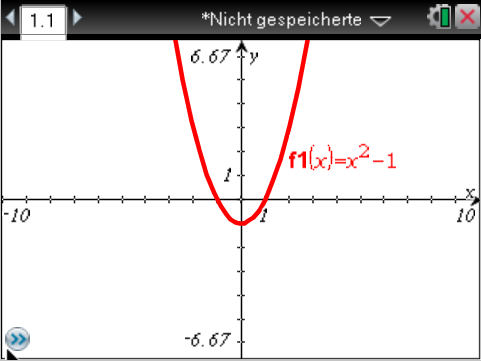 1.1
*Nicht gespeicherte
6.67
y
f1(x)=x²-1
1
x
-10
1
10
-6.67